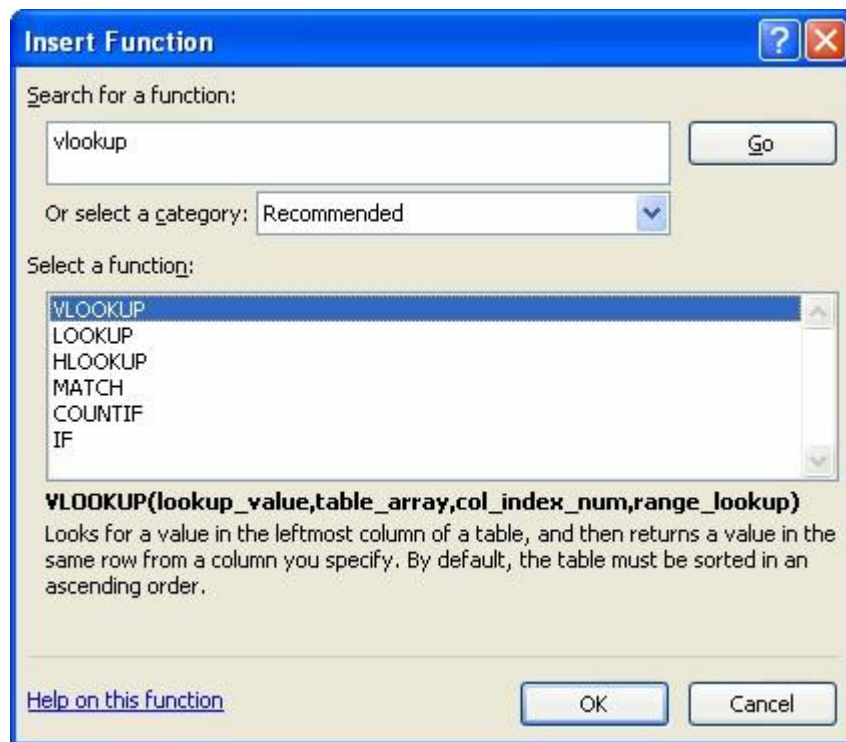 Insert Function
Search for a function:
vlookup
Go
Or select a category: Recommended
Select a function:
VLOOKUP
LOOKUP
HLOOKUP
MATCH
COUNTIF
IF
VLOOKUP(lookup_value,table_array,col_index_num,range_lookup)
Looks for a value in the leftmost column of a table, and then returns a value in the
same row from a column you specify. By default, the table must be sorted in an
ascending order.
Help on this function
OK
Cancel